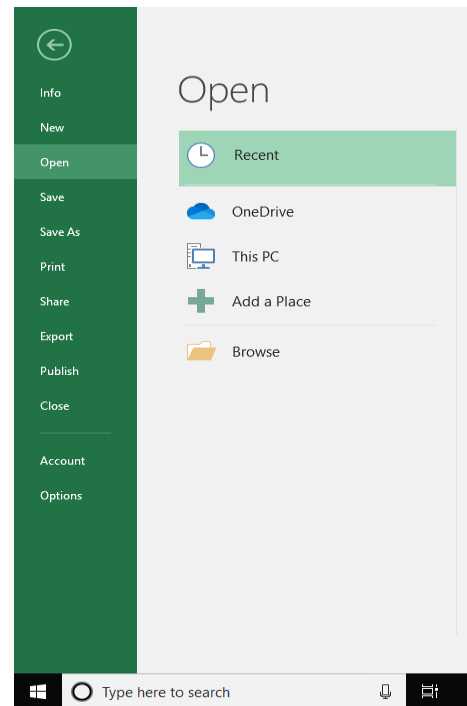 Info
New
Open
Save
Save As
Print
Share
Export
Publish
Close
Account
Options
Open
Recent
OneDrive
This PC
Add a Place
Browse
Type here to search